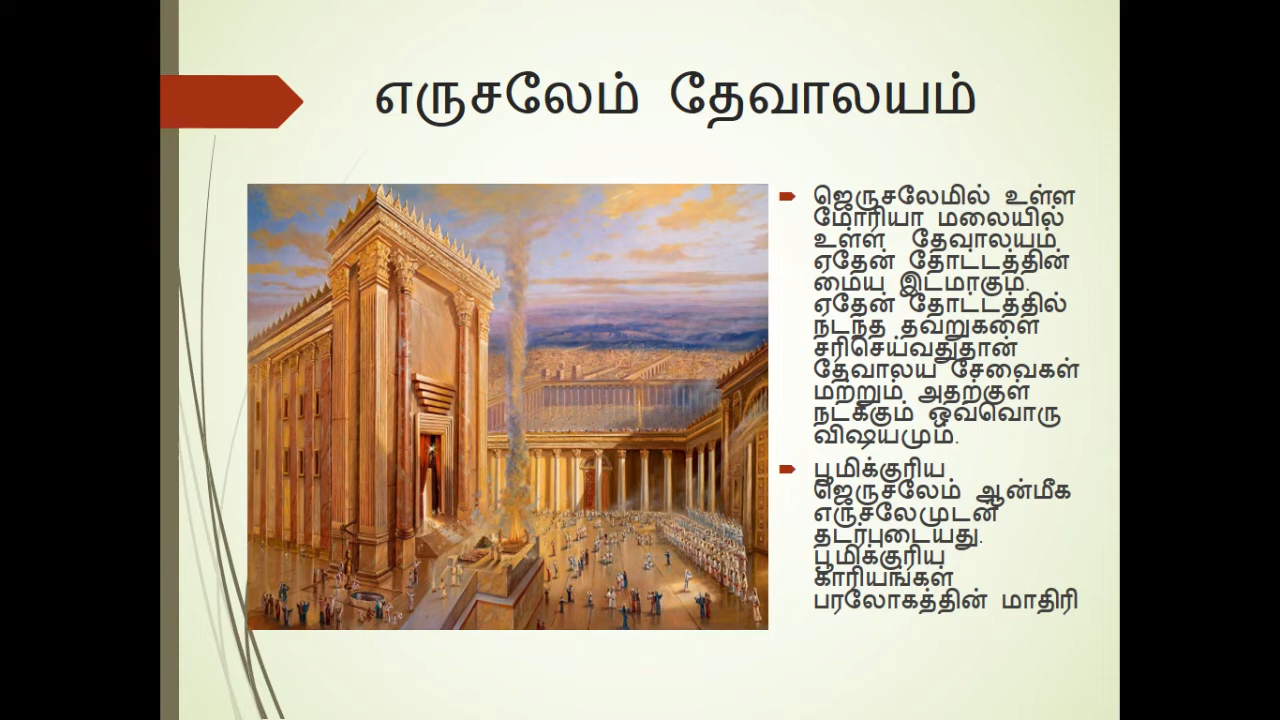 எருசலேம் தேவாலயம்
ஜெருசலேமில் உள்ள
மோரியா மலையில்
உள்ள தேவாலயம்
ஏதேன் தோட்டத்தின்
மைய இடமாகும்.
ஏதேன் தோட்டத்தில்
நடந்த தவறுகளை
சரிசெய்வதுதான்
தேவாலய சேவைகள்
மற்றும் அதற்குள்
நடக்கும் ஒவ்வொரு
விஷயமும்.
பூமிக்குரிய
ஜெருசலேம் ஆன்மீக
எருசலேமுடன்
தடர்புடையது.
பூமிக்குரிய
காரியங்கள்
பரலோகத்தின் மாதிரி